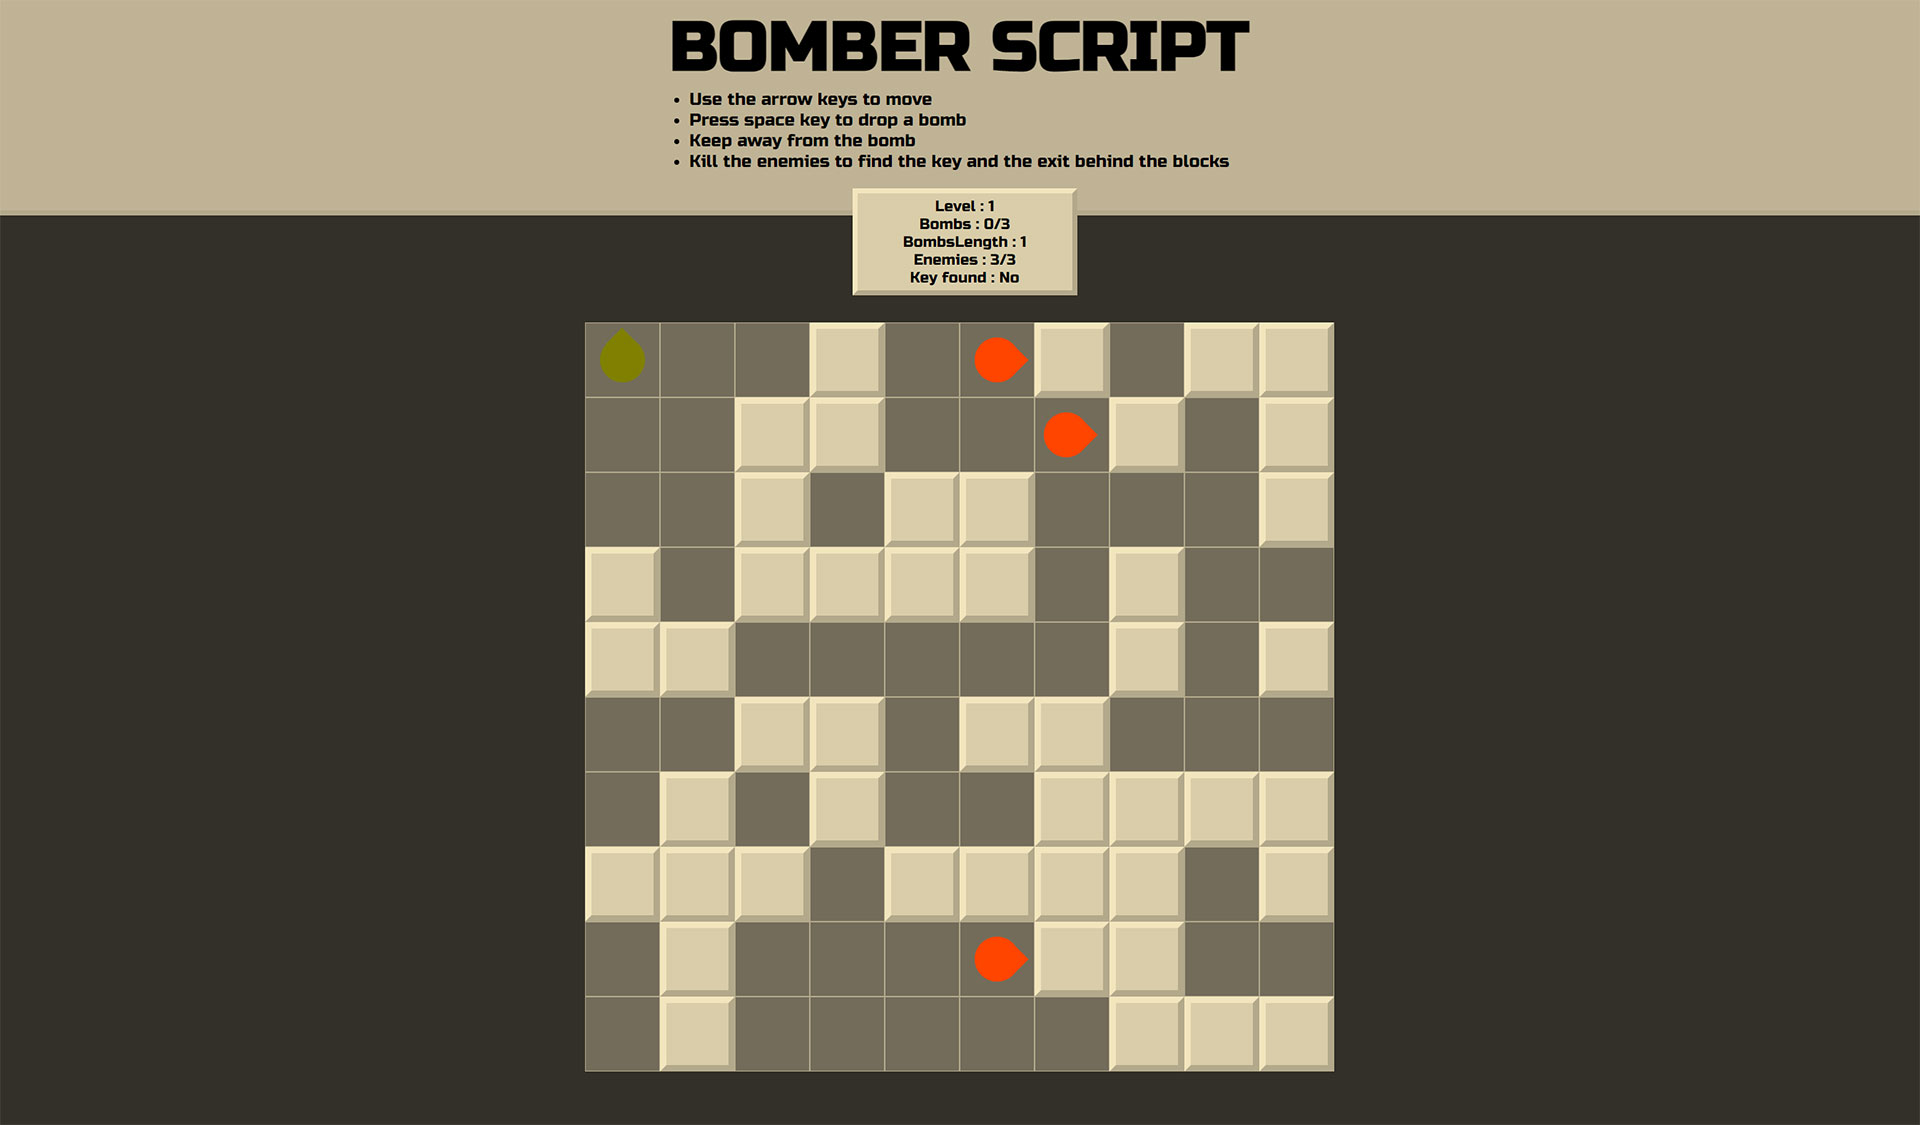 BOMBER SCRIPT
• Use the arrow keys to move
• Press space key to drop a bomb
• Keep away from the bomb
• Kill the enemies to find the key and the exit behind the blocks
Level : 1
Bombs : 0/3
BombsLength : 1
Enemies : 3/3
Key found : No